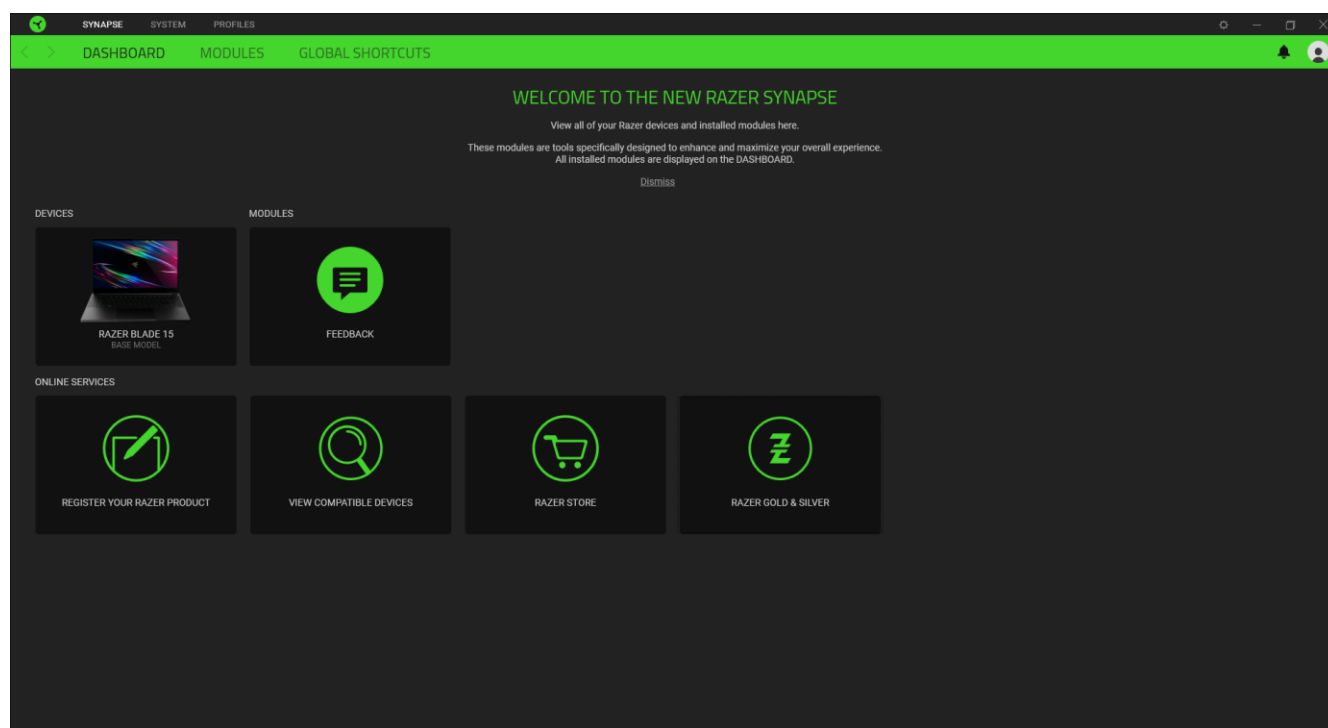 SYNAPSE SYSTEM PROFILES
DASHBOARD MODULES GLOBAL SHORTCUTS
WELCOME TO THE NEW RAZER SYNAPSE
View all of your Razer devices and installed modules here.
These modules are tools specifically designed to enhance and maximize your overall experience.
All installed modules are displayed on the DASHBOARD.
Dismiss
DEVICES MODULES
RAZER BLADE 15 FEEDBACK
BASE MODEL
ONLINE SERVICES
REGISTER YOUR RAZER PRODUCT VIEW COMPATIBLE DEVICES RAZER STORE RAZER GOLD & SILVER